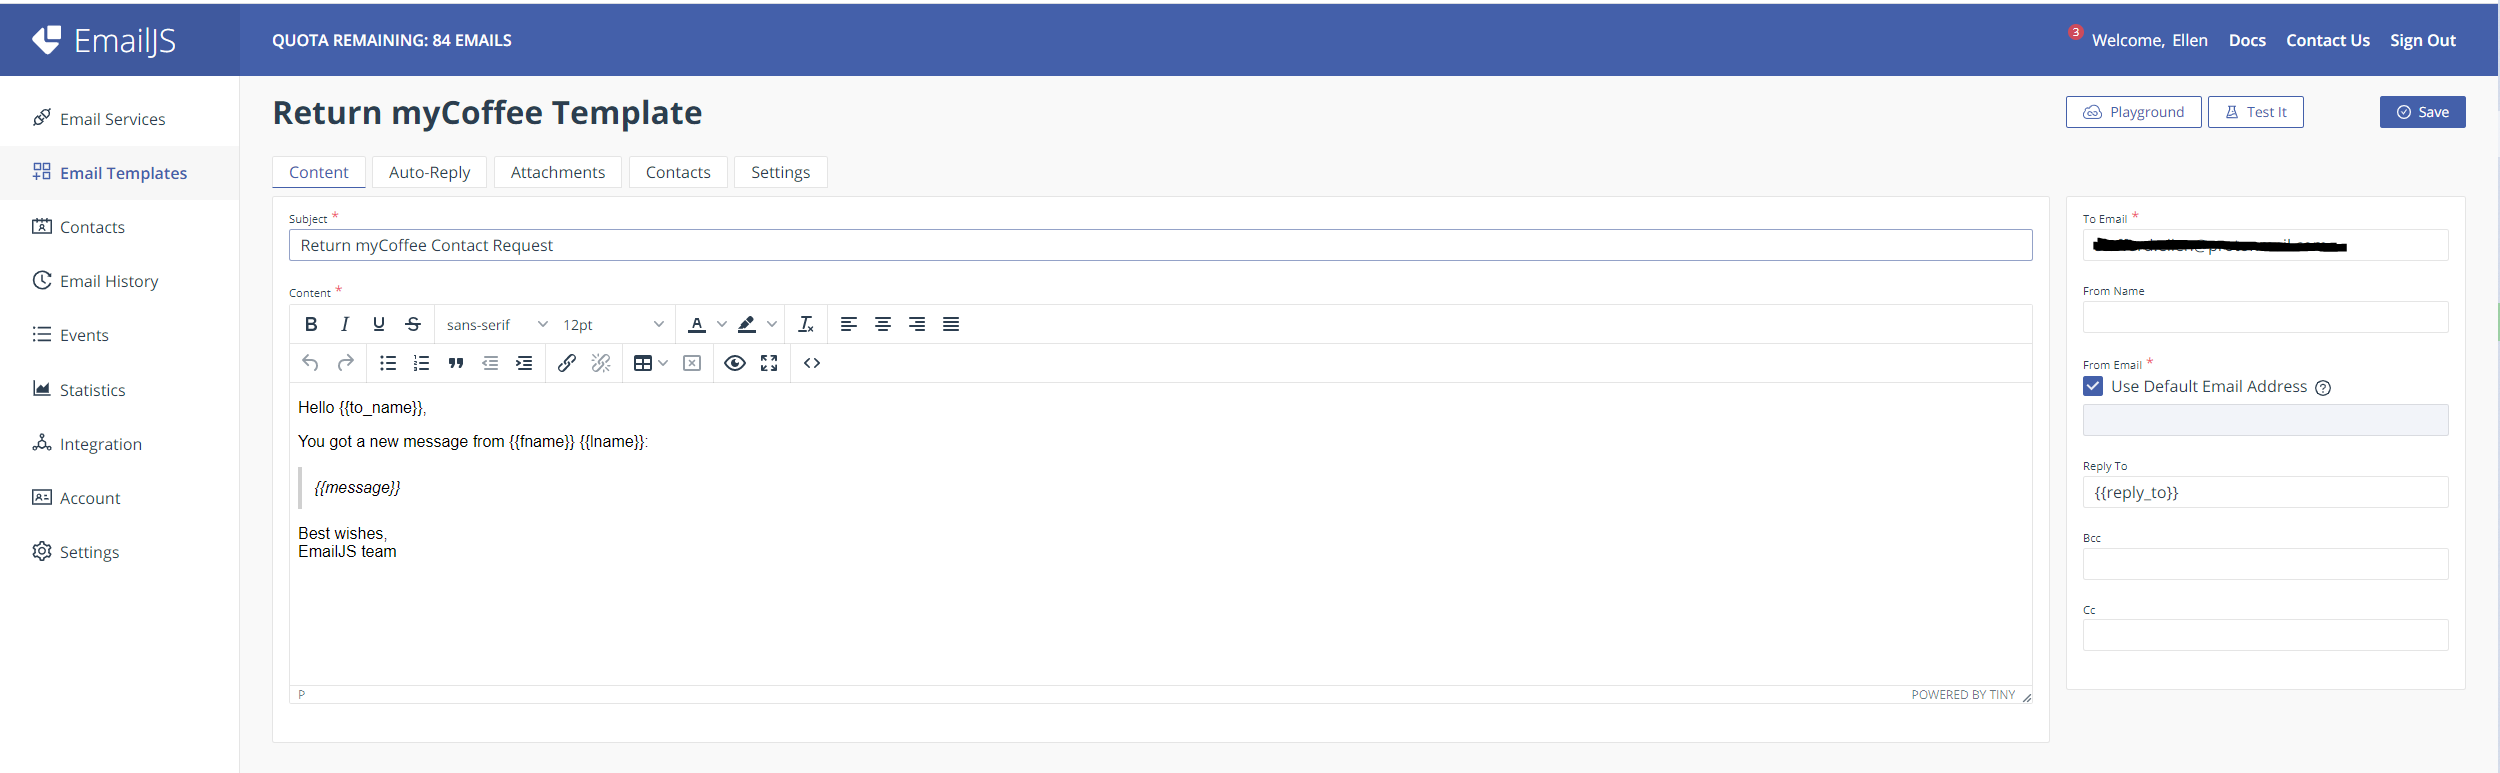 EmailJS
QUOTA REMAINING: 84 EMAILS
3
Welcome, Ellen
Docs
Contact Us
Sign Out
Email Services
Email Templates
Contacts
Email History
Events
Statistics
Integration
Account
Settings
Return myCoffee Template
Playground
Test It
Save
Content
Auto-Reply
Attachments
Contacts
Settings
Subject *
Return myCoffee Contact Request
Content *
B I U S sans-serif 12pt A
Hello {{to_name}},
You got a new message from {{fname}} {{lname}}:
{{message}}
Best wishes,
EmailJS team
P
POWERED BY TINY
To Email *
From Name
From Email *
Use Default Email Address
Reply To
{{reply_to}}
Bcc
Cc